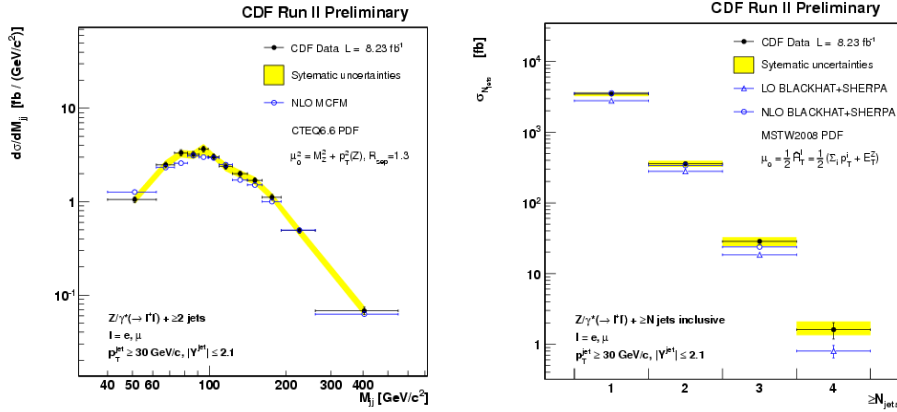 CDF Run II Preliminary
dσ/dM_jj [fb / (GeV/c²)]
CDF Data L = 8.23 fb⁻¹
Sytematic uncertainties
NLO MCFM
CTEQ6.6 PDF
μ₀² = M_Z² + p_T²(Z), R_sep=1.3
10
1
10⁻¹
Z/γ*(→ l⁺l⁻) + ≥2 jets
l = e, μ
p_T^jet ≥ 30 GeV/c, |Y^jet| ≤ 2.1
40 50 60 100 200 300 400
M_jj [GeV/c²]
CDF Run II Preliminary
σ_Njets [fb]
CDF Data L = 8.23 fb⁻¹
Sytematic uncertainties
LO BLACKHAT+SHERPA
NLO BLACKHAT+SHERPA
MSTW2008 PDF
μ₀ = ½ Ĥ_T = ½ (Σ_i p_T^i + E_T^Z)
10⁴
10³
10²
10
1
Z/γ*(→ l⁺l⁻) + ≥N jets inclusive
l = e, μ
p_T^jet ≥ 30 GeV/c, |Y^jet| ≤ 2.1
1 2 3 4
≥N_jets